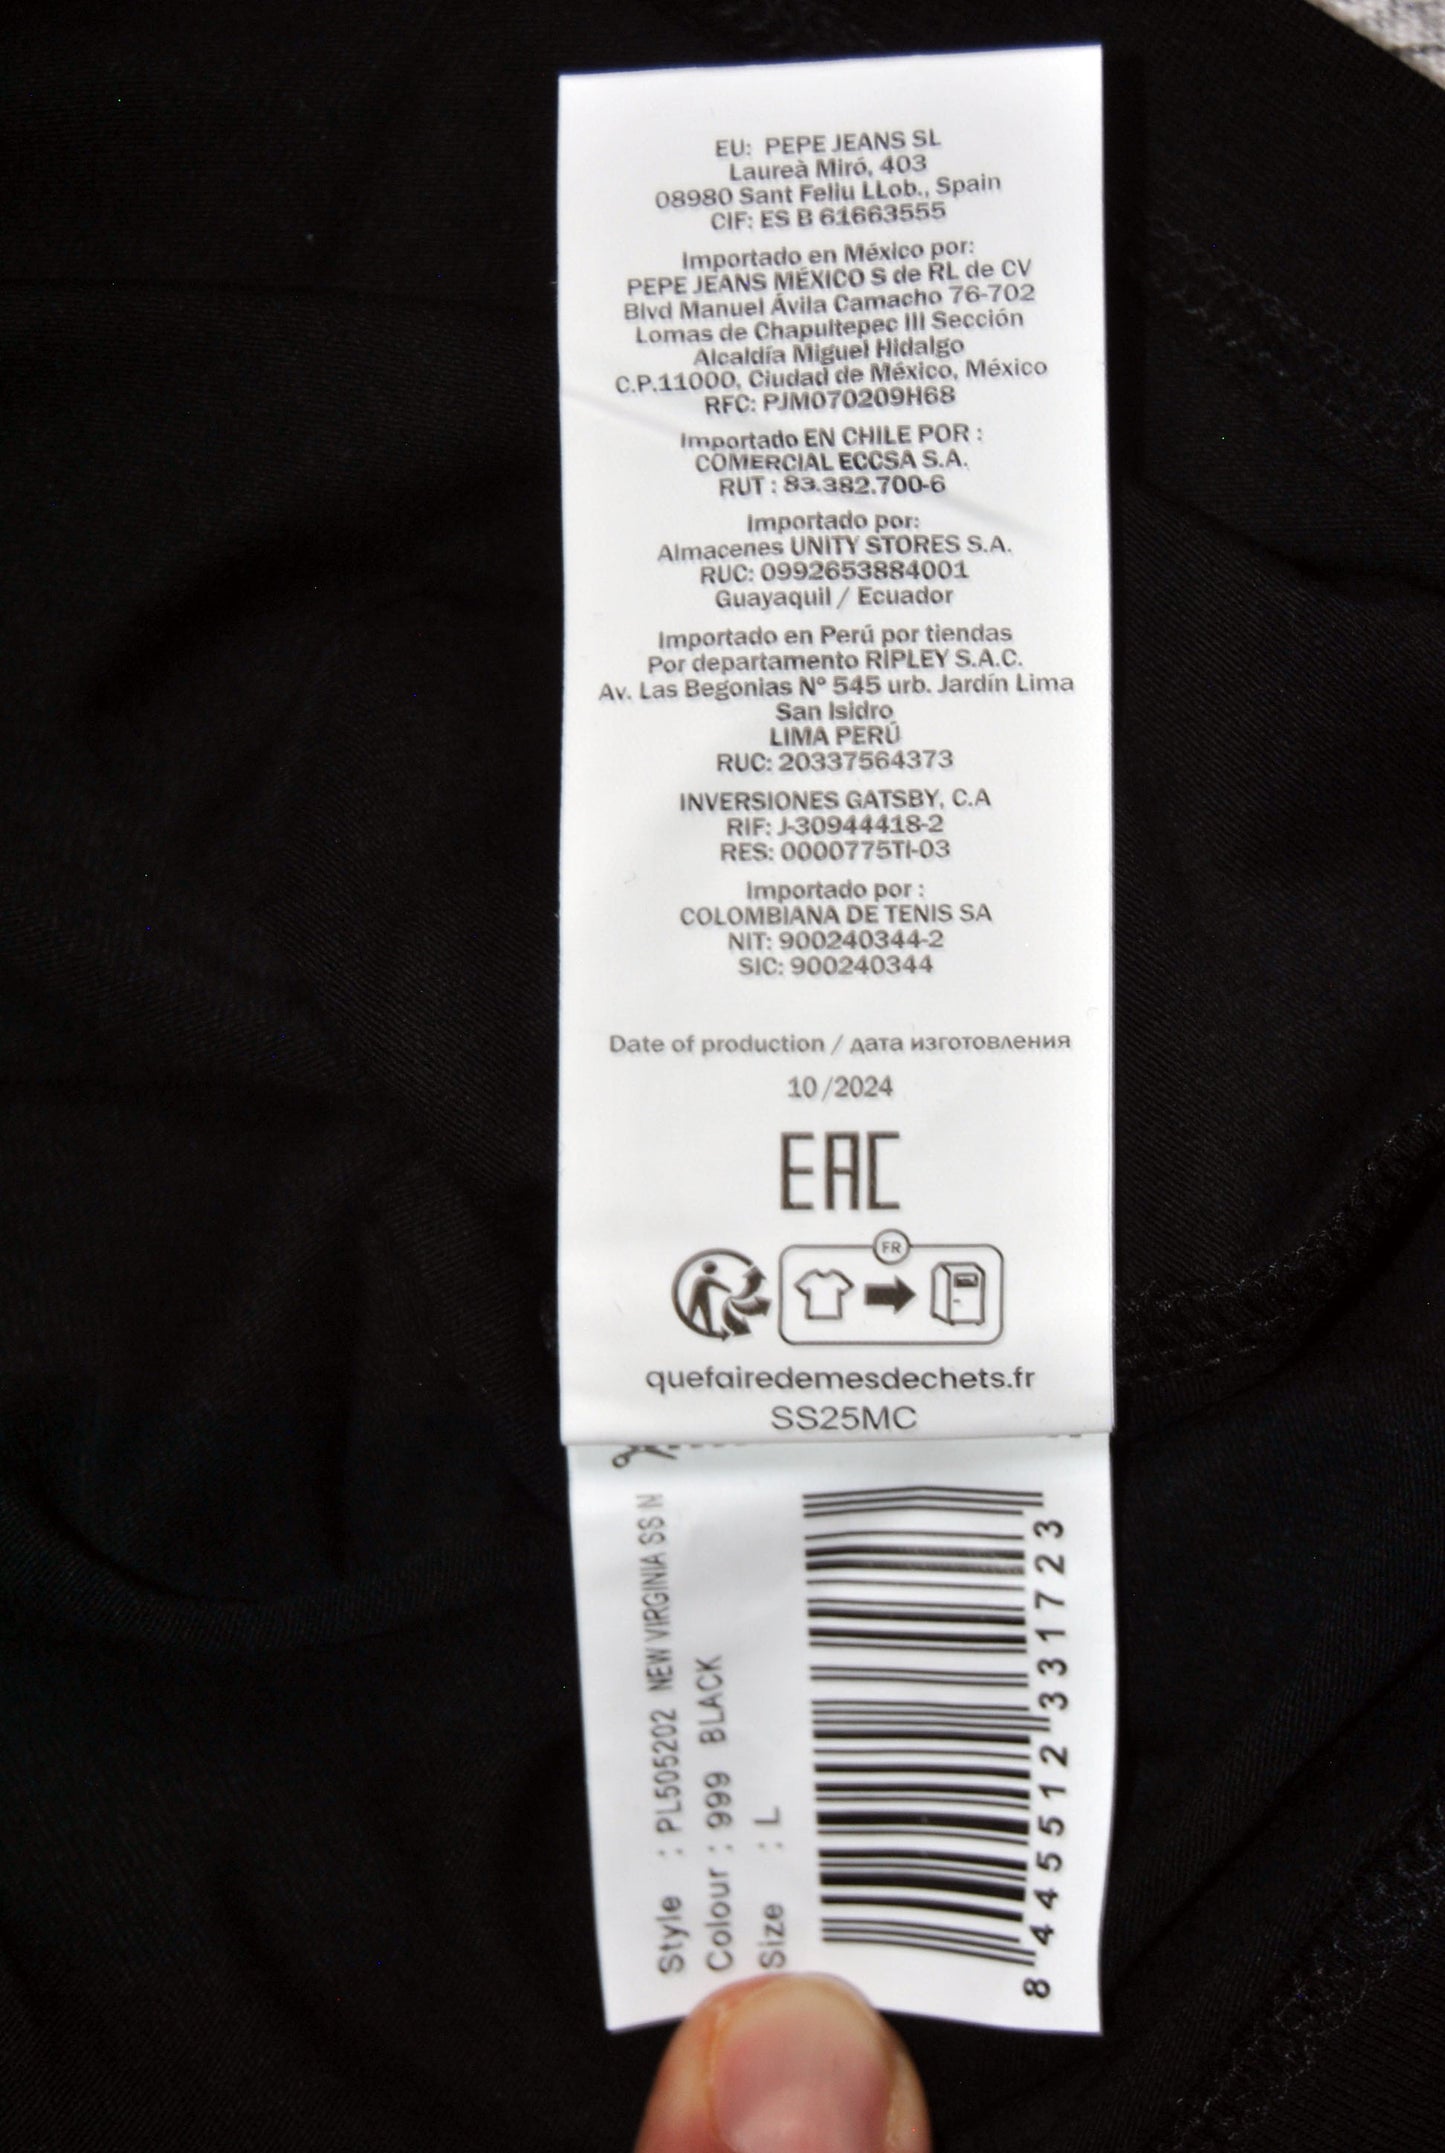 EU: PEPE JEANS SL
Laureà Miró, 403
08980 Sant Feliu LLob., Spain
CIF: ES B 61663555
Importado en México por:
PEPE JEANS MÉXICO S de RL de CV
Blvd Manuel Ávila Camacho 76-702
Lomas de Chapultepec III Sección
Alcaldía Miguel Hidalgo
C.P.11000, Ciudad de México, México
RFC: PJM070209H68
Importado EN CHILE POR :
COMERCIAL ECCSA S.A.
RUT : 83.382.700-6
Importado por:
Almacenes UNITY STORES S.A.
RUC: 0992653884001
Guayaquil / Ecuador
Importado en Perú por tiendas
Por departamento RIPLEY S.A.C.
Av. Las Begonias Nº 545 urb. Jardín Lima
San Isidro
LIMA PERÚ
RUC: 20337564373
INVERSIONES GATSBY, C.A
RIF: J-30944418-2
RES: 0000775TI-03
Importado por :
COLOMBIANA DE TENIS SA
NIT: 900240344-2
SIC: 900240344
Date of production / дата изготовления
10/2024
EAC
FR
quefairedemesdechets.fr
SS25MC
Style : PL505202 NEW VIRGINIA SS N
Colour : 999 BLACK
Size : L
8 445512 331723